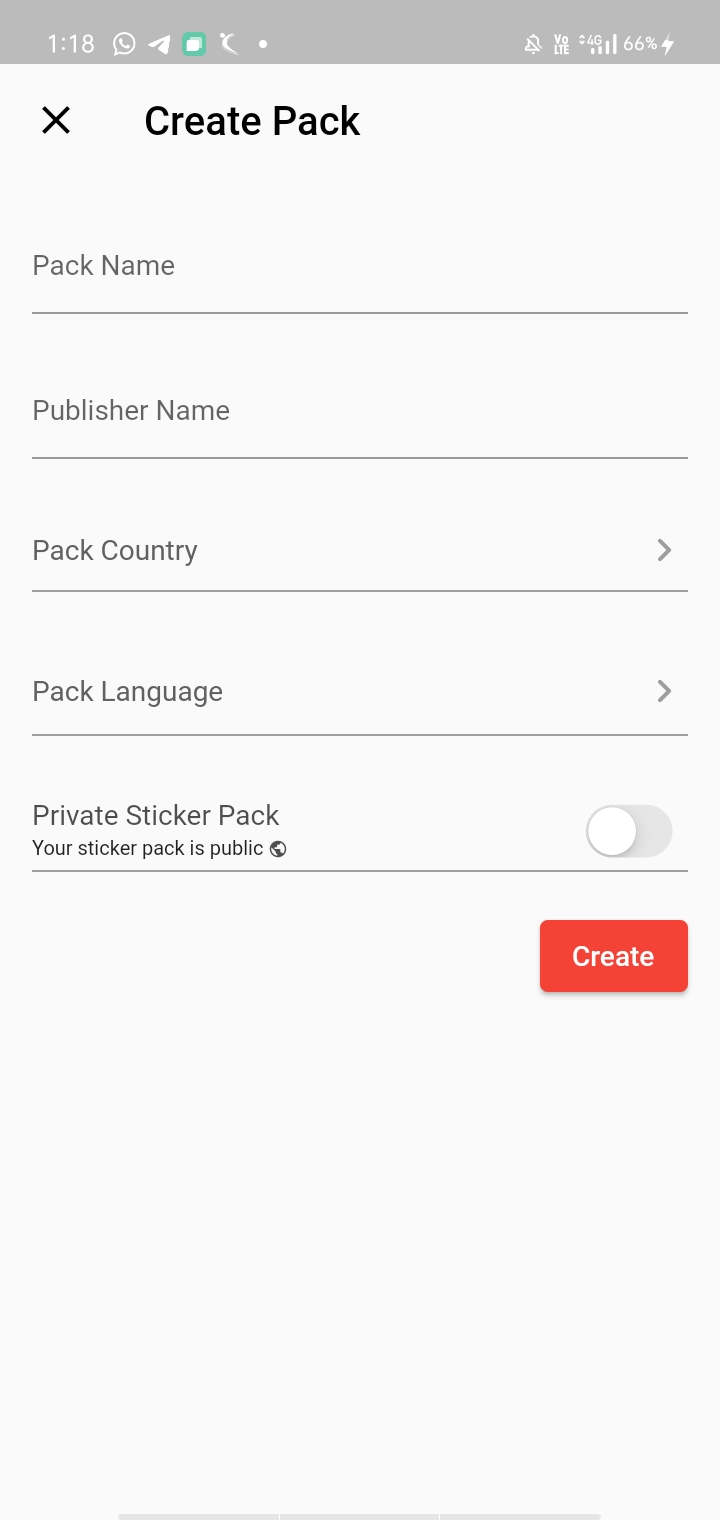 1:18 Vo LTE 4G 66%
Create Pack
Pack Name
Publisher Name
Pack Country
Pack Language
Private Sticker Pack
Your sticker pack is public
Create